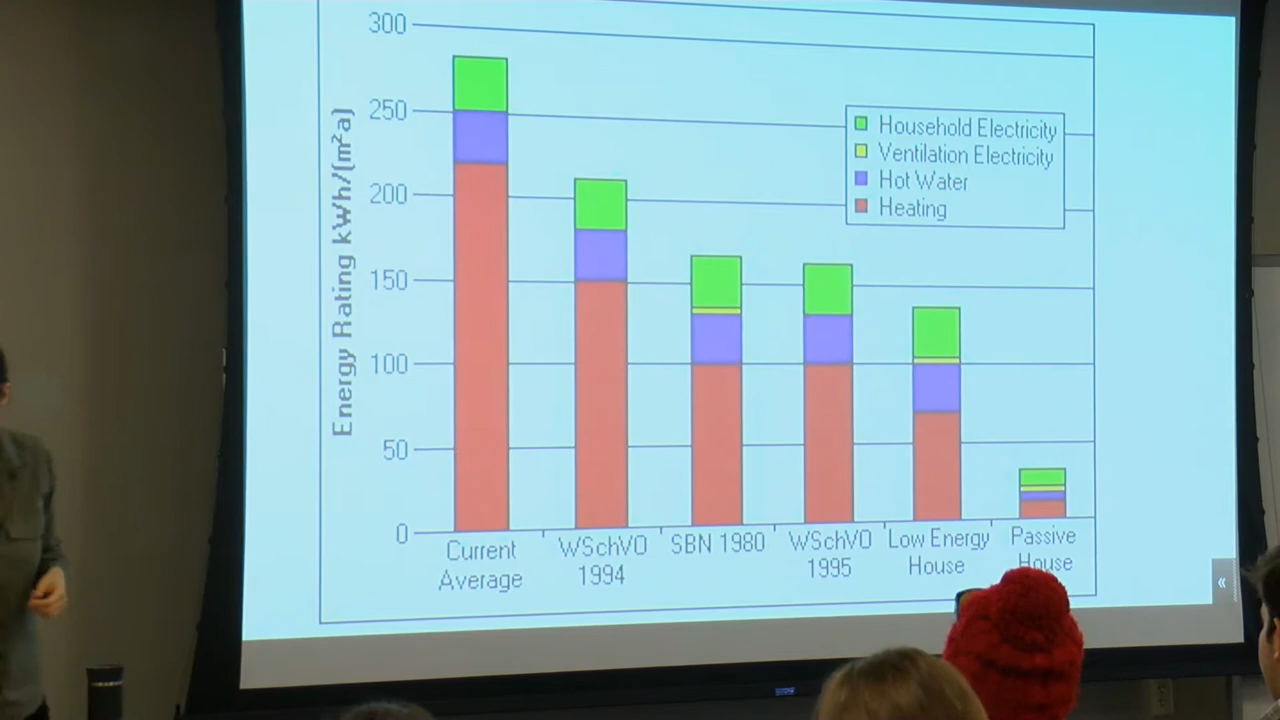 300
250
200
150
100
50
0
Energy Rating kWh/(m²a)
Household Electricity
Ventilation Electricity
Hot Water
Heating
Current
Average
WSchVO
1994
SBN 1980
WSchVO
1995
Low Energy
House
Passive
House
«